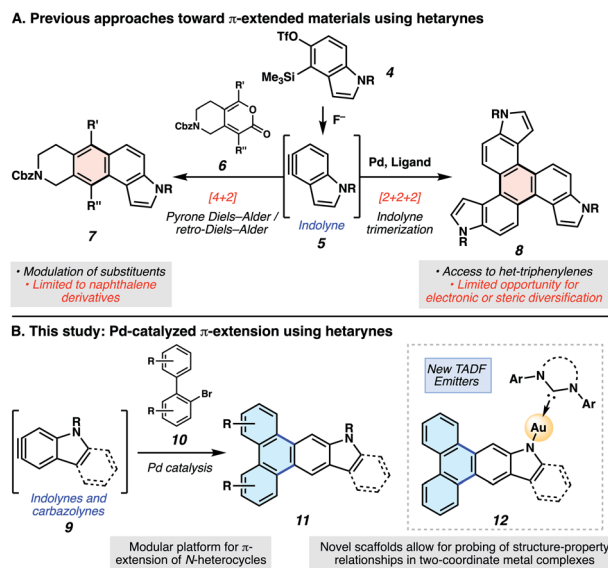 A. Previous approaches toward π-extended materials using hetarynes
TfO
Me3Si
NR
4
R'
CbzN
O
O
R''
6
F–
R'
CbzN
R''
NR
7
[4+2]
Pyrone Diels–Alder /
retro-Diels–Alder
NR
Indolyne
5
Pd, Ligand
[2+2+2]
Indolyne
trimerization
RN
NR
N
R
8
• Modulation of substituents
• Limited to naphthalene
derivatives
• Access to het-triphenylenes
• Limited opportunity for
electronic or steric diversification
B. This study: Pd-catalyzed π-extension using hetarynes
R
N
Indolynes and
carbazolynes
9
R
Br
R
10
Pd catalysis
R
R
R
N
11
Modular platform for π-
extension of N-heterocycles
New TADF
Emitters
Ar
N
N
Ar
Au
N
12
Novel scaffolds allow for probing of structure-property
relationships in two-coordinate metal complexes